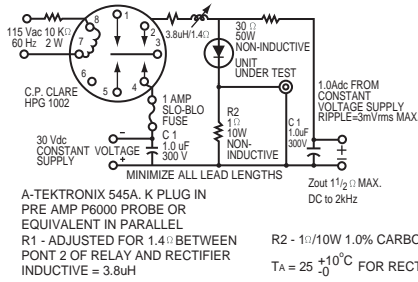 115 Vac 10 KΩ
60 Hz 2 W
8
1
2
7
3
6
5
4
3.8uH/1.4Ω
30 Ω
50W
NON-INDUCTIVE
UNIT
UNDER TEST
C.P. CLARE
HPG 1002
1 AMP
SLO-BLO
FUSE
R2
1Ω
10W
NON-
INDUCTIVE
C 1
1.0uF
300V
1.0Adc FROM
CONSTANT
VOLTAGE SUPPLY
RIPPLE=3mVrms MAX
30 Vdc
CONSTANT VOLTAGE
SUPPLY
–
+
C 1
1.0 uF
300 V
+
–
MINIMIZE ALL LEAD LENGTHS
Zout 1 1/2 Ω MAX.
DC to 2kHz
A-TEKTRONIX 545A. K PLUG IN
PRE AMP P6000 PROBE OR
EQUIVALENT IN PARALLEL
R1 - ADJUSTED FOR 1.4Ω BETWEEN
PONT 2 OF RELAY AND RECTIFIER
INDUCTIVE = 3.8uH
R2 - 1Ω/10W 1.0% CARBO
TA = 25 +10 -0 °C FOR RECT